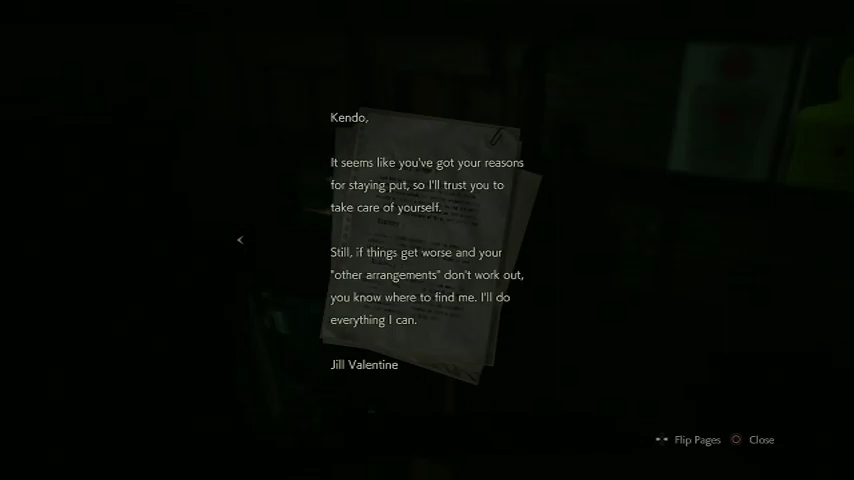 Kendo,
It seems like you've got your reasons
for staying put, so I'll trust you to
take care of yourself.
Still, if things get worse and your
"other arrangements" don't work out,
you know where to find me. I'll do
everything I can.
Jill Valentine
Flip Pages
Close